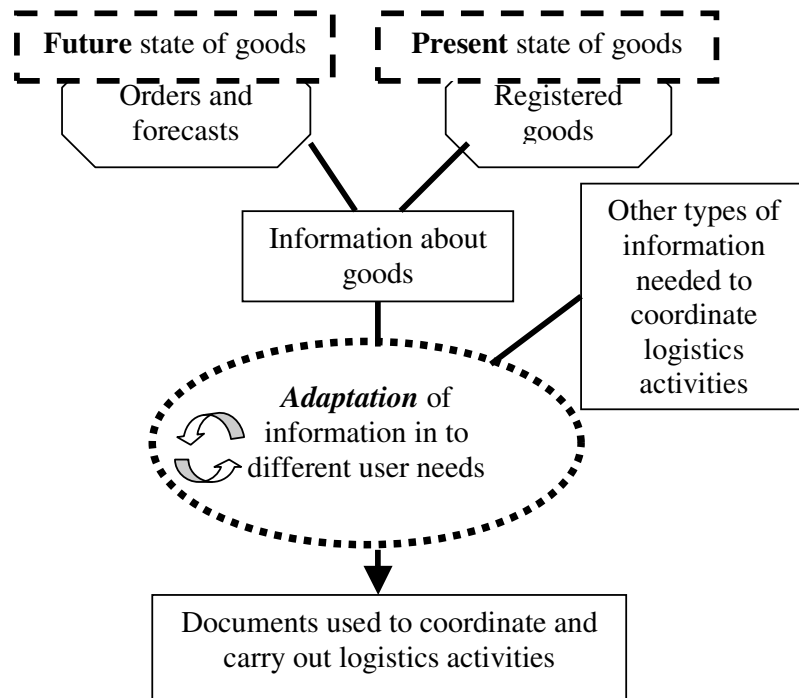 Future state of goods
Present state of goods
Orders and
forecasts
Registered
goods
Information about
goods
Other types of
information
needed to
coordinate
logistics
activities
Adaptation of
information in to
different user needs
Documents used to coordinate and
carry out logistics activities